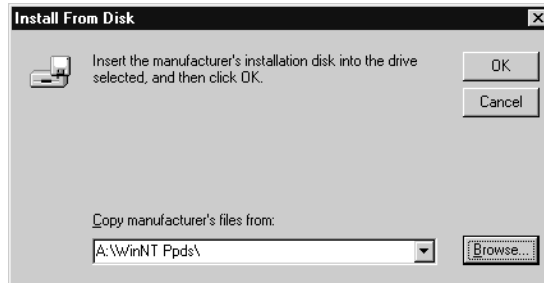 Install From Disk
Insert the manufacturer's installation disk into the drive
selected, and then click OK.
OK
Cancel
Copy manufacturer's files from:
A:\WinNT Ppds\
Browse...